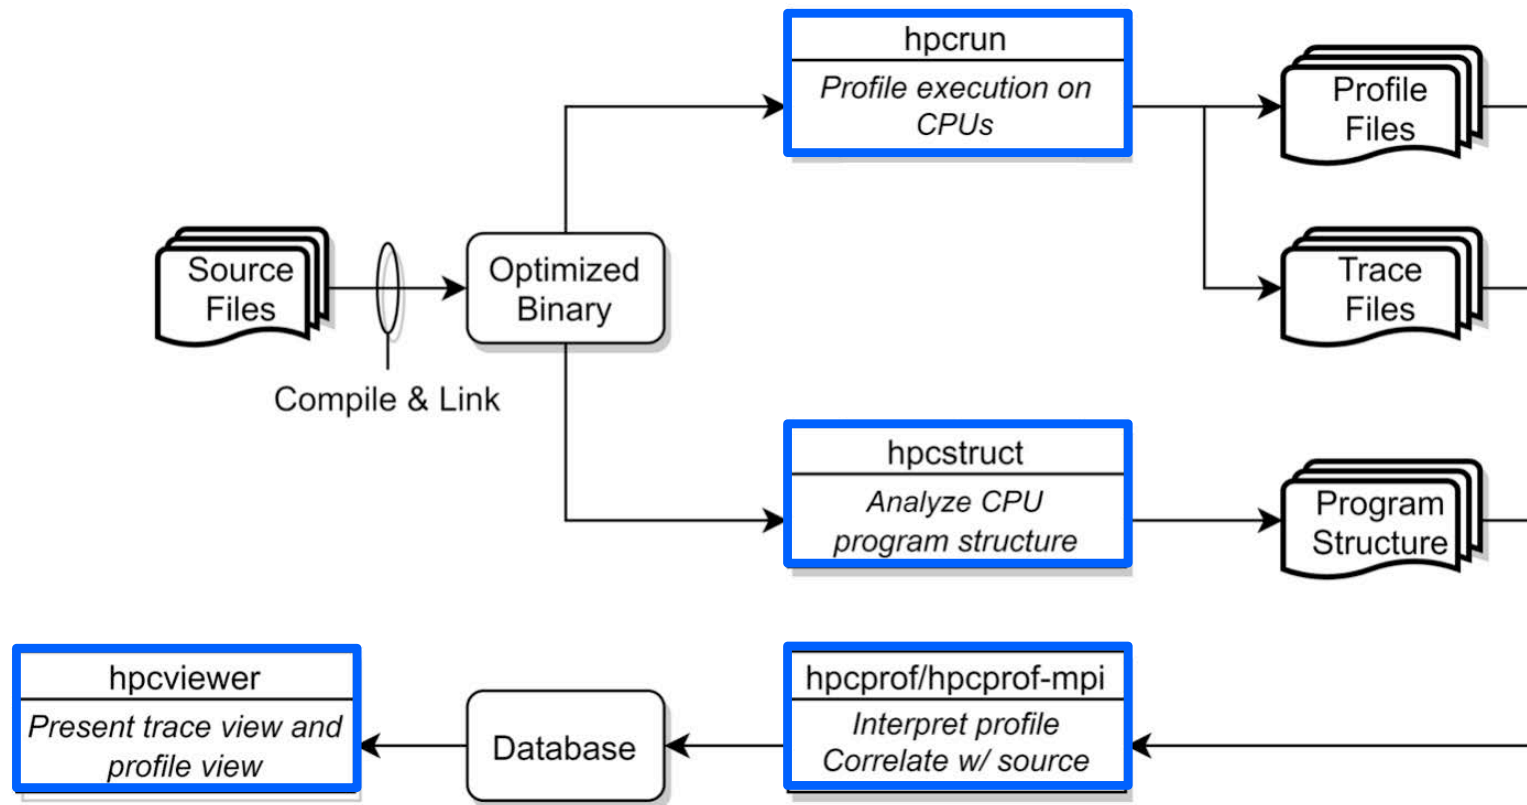 hpcrun
Profile execution on
CPUs
Profile
Files
Source
Files
Optimized
Binary
Trace
Files
Compile & Link
hpcstruct
Analyze CPU
program structure
Program
Structure
hpcviewer
Present trace view and
profile view
Database
hpcprof/hpcprof-mpi
Interpret profile
Correlate w/ source